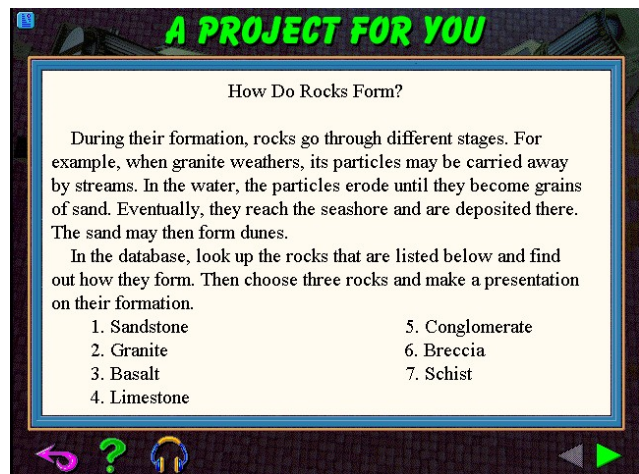 A PROJECT FOR YOU
How Do Rocks Form?
During their formation, rocks go through different stages. For
example, when granite weathers, its particles may be carried away
by streams. In the water, the particles erode until they become grains
of sand. Eventually, they reach the seashore and are deposited there.
The sand may then form dunes.
In the database, look up the rocks that are listed below and find
out how they form. Then choose three rocks and make a presentation
on their formation.
1. Sandstone
2. Granite
3. Basalt
4. Limestone
5. Conglomerate
6. Breccia
7. Schist
?